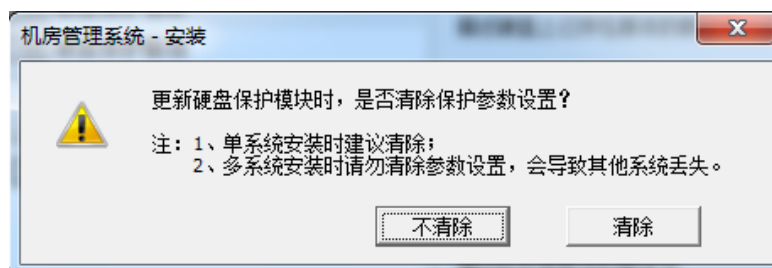 机房管理系统 - 安装
更新硬盘保护模块时，是否清除保护参数设置？
注：1、单系统安装时建议清除；
2、多系统安装时请勿清除参数设置，会导致其他系统丢失。
不清除
清除